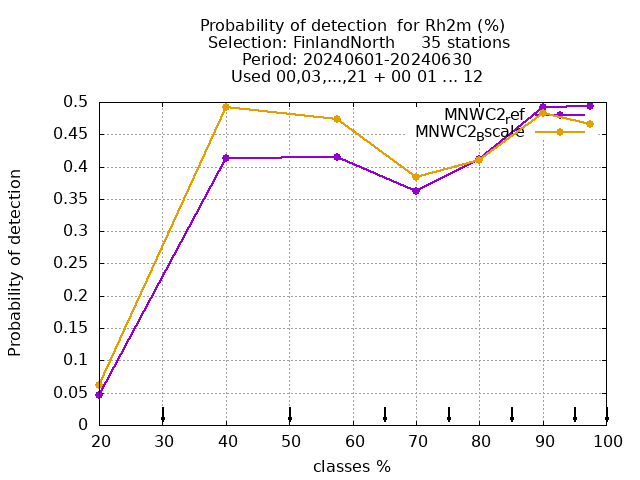 Probability of detection  for Rh2m (%)
Selection: FinlandNorth     35 stations
Period: 20240601-20240630
Used 00,03,...,21 + 00 01 ... 12
MNWC2ref
MNWC2Bscale
0.5
0.45
0.4
0.35
0.3
0.25
0.2
0.15
0.1
0.05
0
Probability of detection
20 30 40 50 60 70 80 90 100
classes %